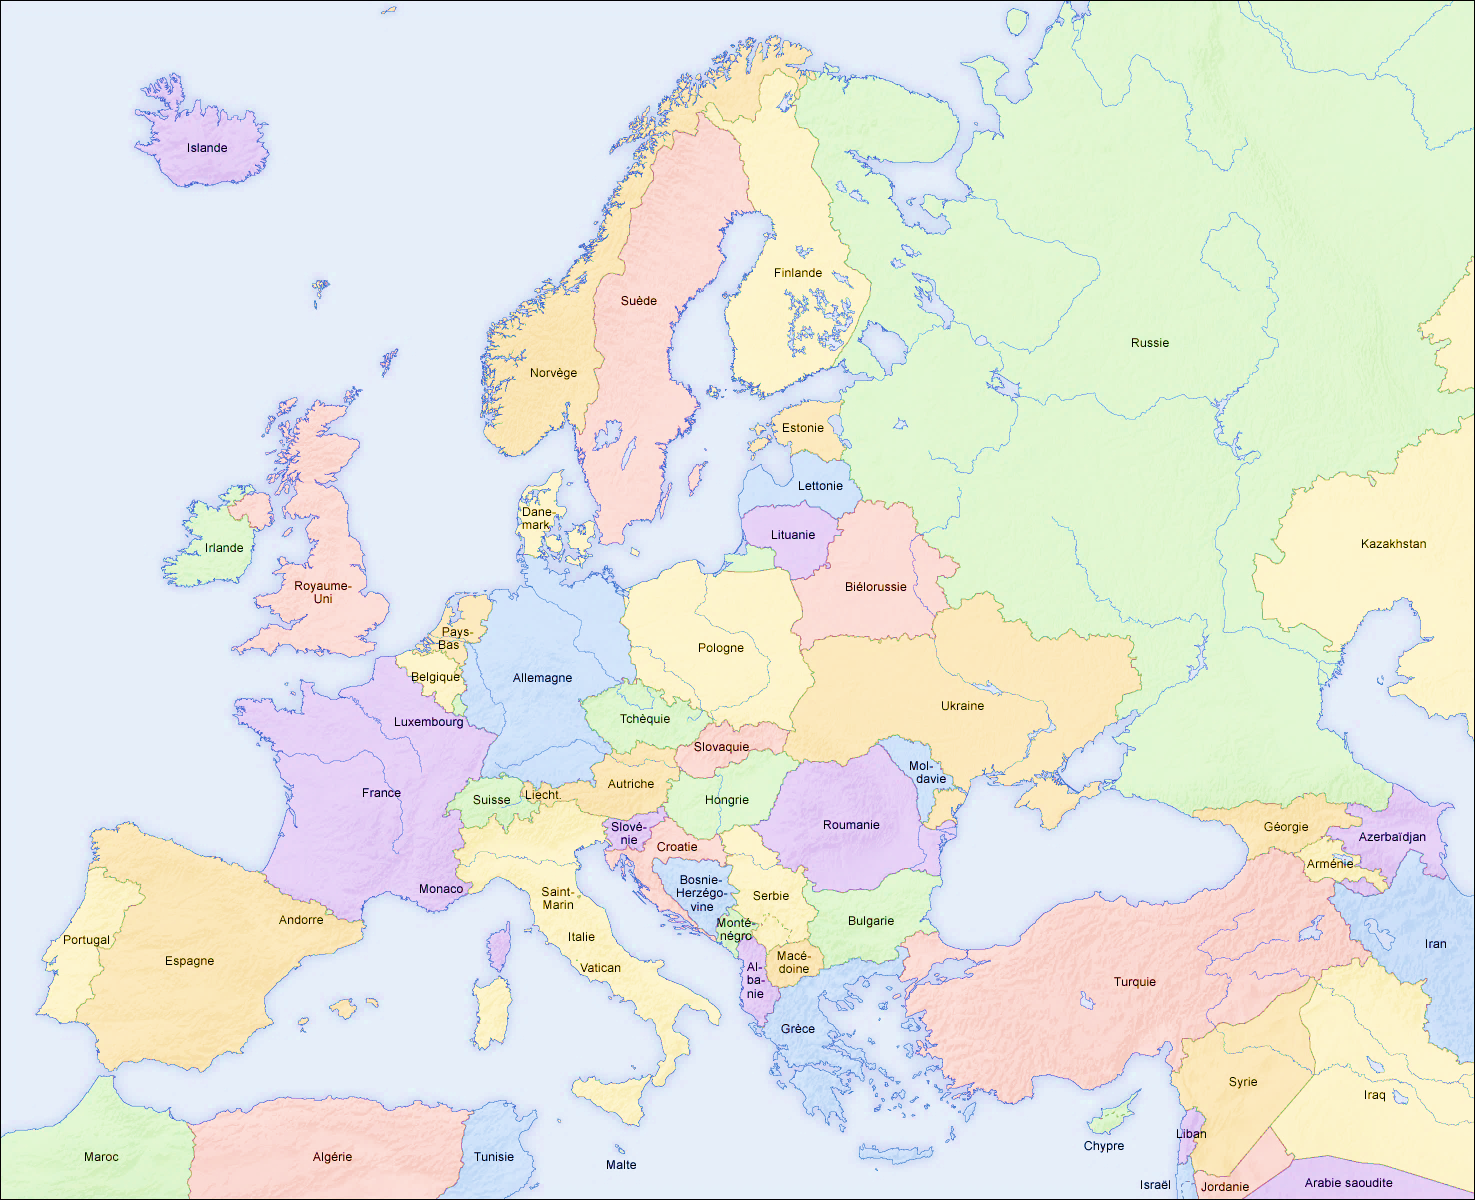 Islande
Finlande
Suède
Russie
Norvège
Estonie
Lettonie
Dane
mark
Lituanie
Irlande
Kazakhstan
Royaume-
Uni
Biélorussie
Pays-
Bas
Pologne
Belgique
Allemagne
Ukraine
Tchèquie
Luxembourg
Slovaquie
Mol-
davie
Autriche
France
Suisse
Liecht.
Hongrie
Roumanie
Slové-
nie
Géorgie
Azerbaïdjan
Croatie
Arménie
Bosnie-
Herzégo-
vine
Monaco
Saint-
Marin
Serbie
Andorre
Monté-
négro
Bulgarie
Portugal
Italie
Iran
Espagne
Macé-
doine
Vatican
Al-
ba-
nie
Turquie
Grèce
Syrie
Iraq
Liban
Chypre
Maroc
Algérie
Tunisie
Malte
Israël
Jordanie
Arabie saoudite